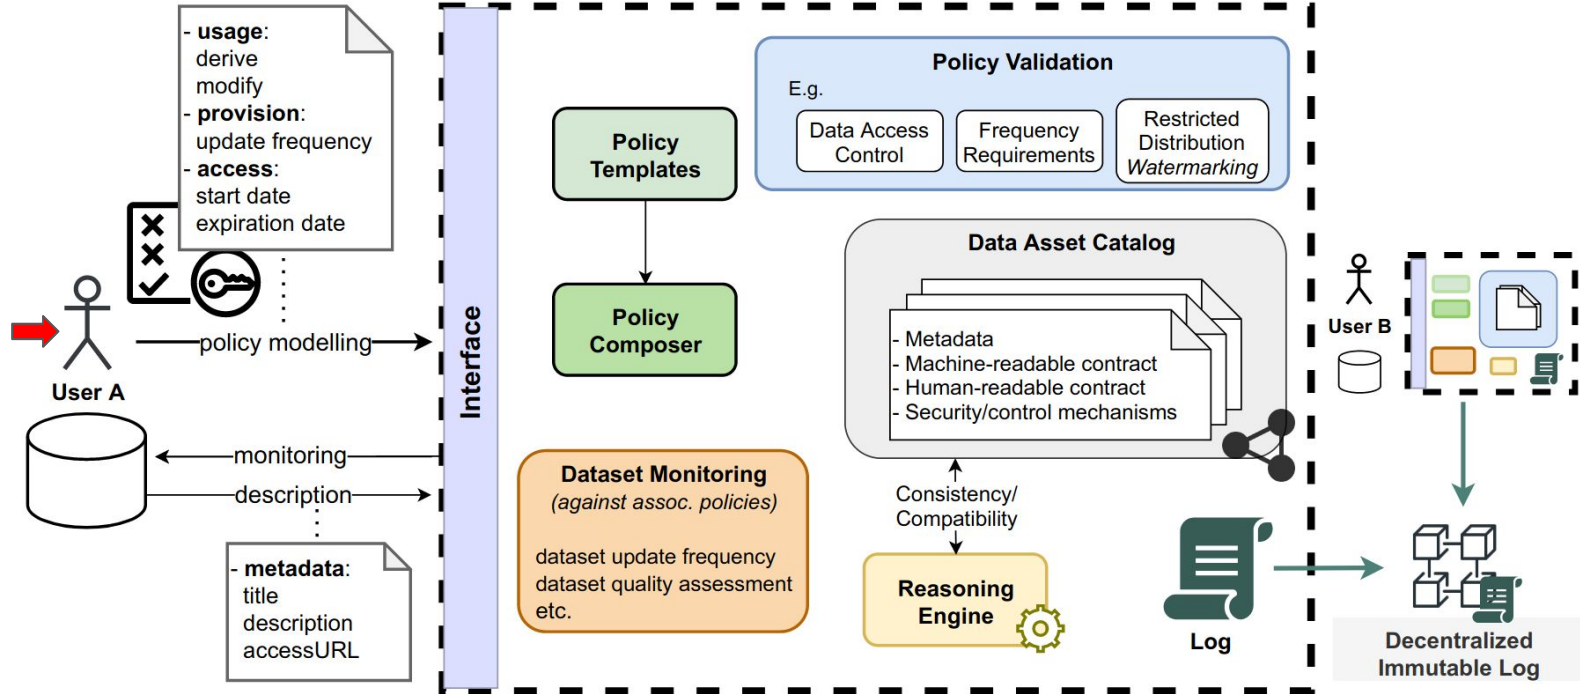 - usage:
derive
modify
- provision:
update frequency
- access:
start date
expiration date
policy modelling
User A
monitoring
description
- metadata:
title
description
accessURL
Interface
Policy
Templates
Policy
Composer
Policy Validation
E.g.
Data Access
Control
Frequency
Requirements
Restricted
Distribution
Watermarking
Data Asset Catalog
- Metadata
- Machine-readable contract
- Human-readable contract
- Security/control mechanisms
Dataset Monitoring
(against assoc. policies)
dataset update frequency
dataset quality assessment
etc.
Consistency/
Compatibility
Reasoning
Engine
Log
User B
Decentralized
Immutable Log